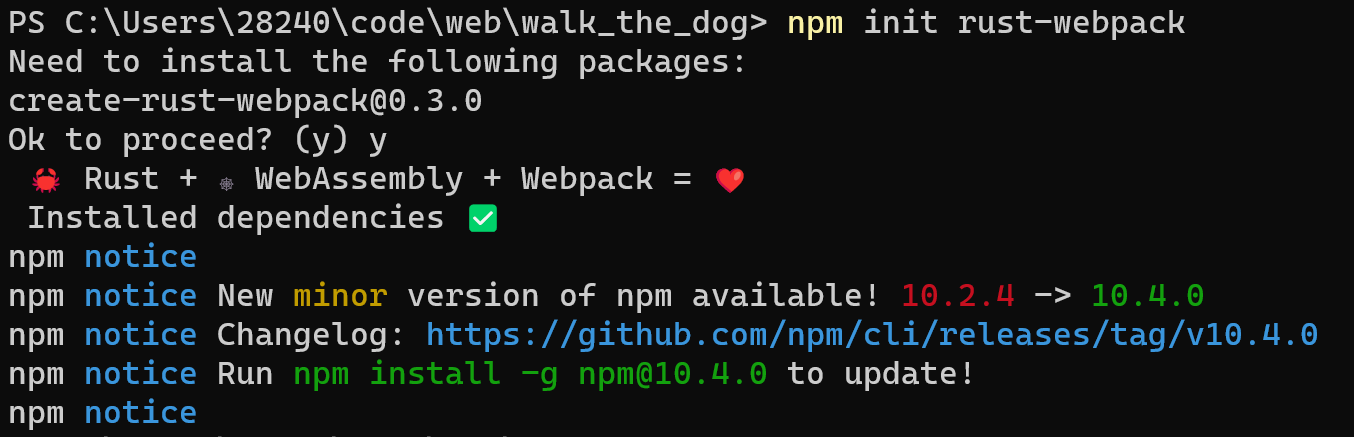 PS C:\Users\28240\code\web\walk_the_dog> npm init rust-webpack
Need to install the following packages:
create-rust-webpack@0.3.0
Ok to proceed? (y) y
🦀 Rust + 🕸 WebAssembly + Webpack = ❤️
Installed dependencies ✅
npm notice
npm notice New minor version of npm available! 10.2.4 -> 10.4.0
npm notice Changelog: https://github.com/npm/cli/releases/tag/v10.4.0
npm notice Run npm install -g npm@10.4.0 to update!
npm notice